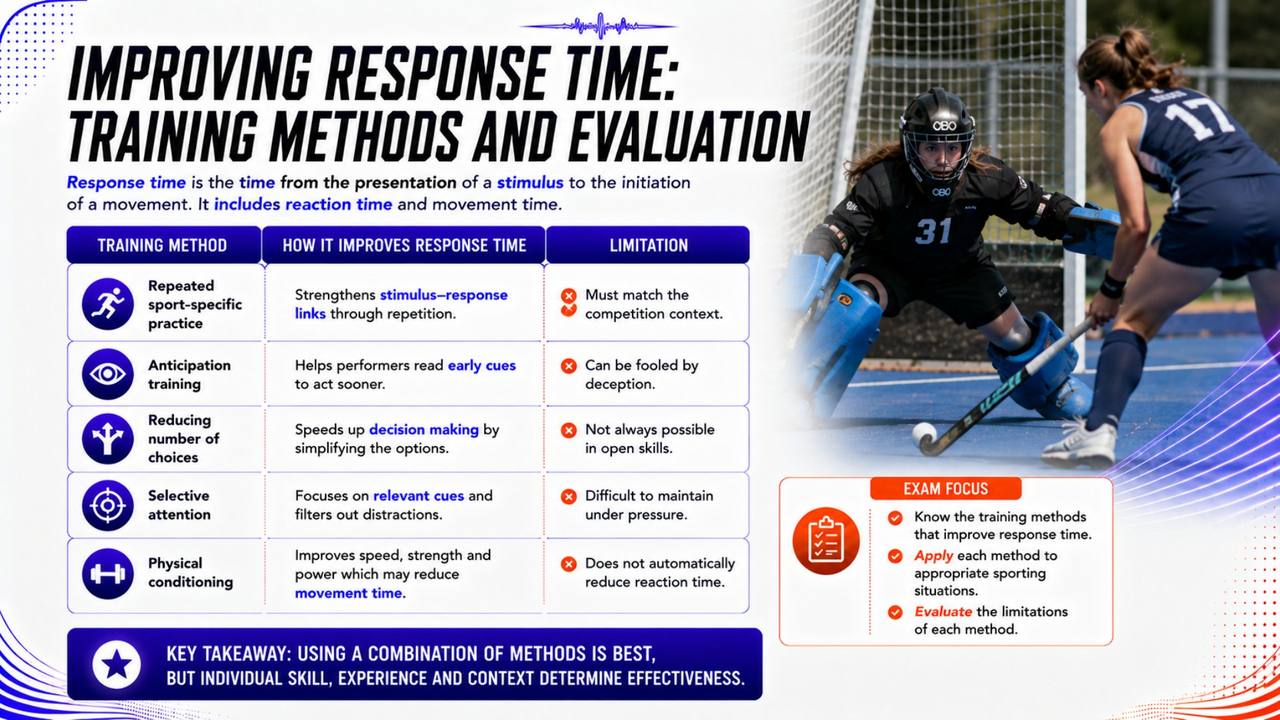 IMPROVING RESPONSE TIME:
TRAINING METHODS AND EVALUATION
Response time is the time from the presentation of a stimulus to the initiation
of a movement. It includes reaction time and movement time.
TRAINING METHOD
HOW IT IMPROVES RESPONSE TIME
LIMITATION
Repeated
sport-specific
practice
Strengthens stimulus–response
links through repetition.
Must match the
competition context.
Anticipation
training
Helps performers read early cues
to act sooner.
Can be fooled by
deception.
Reducing
number of
choices
Speeds up decision making by
simplifying the options.
Not always possible
in open skills.
Selective
attention
Focuses on relevant cues and
filters out distractions.
Difficult to maintain
under pressure.
Physical
conditioning
Improves speed, strength and
power which may reduce
movement time.
Does not automatically
reduce reaction time.
KEY TAKEAWAY: USING A COMBINATION OF METHODS IS BEST,
BUT INDIVIDUAL SKILL, EXPERIENCE AND CONTEXT DETERMINE EFFECTIVENESS.
OBO
OBO
31
17
EXAM FOCUS
Know the training methods
that improve response time.
Apply each method to
appropriate sporting
situations.
Evaluate the limitations
of each method.